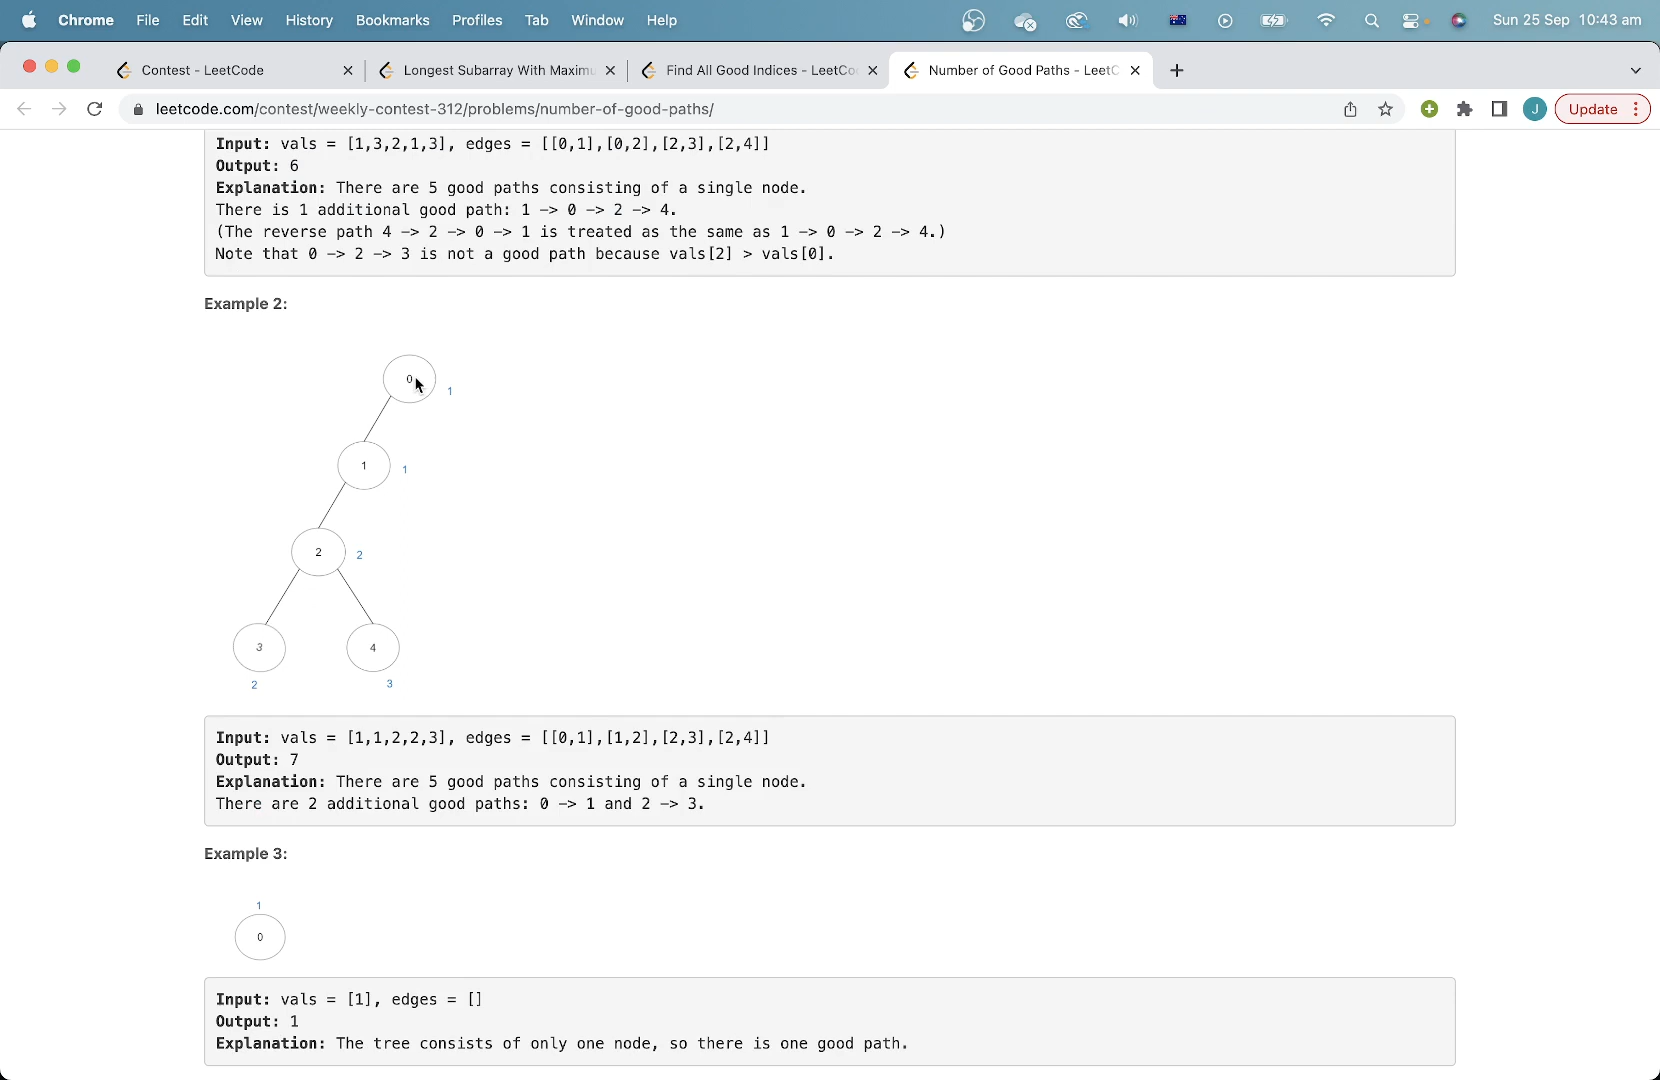 Chrome File Edit View History Bookmarks Profiles Tab Window Help Sun 25 Sep 10:43 am
Contest - LeetCode Longest Subarray With Maximu Find All Good Indices - LeetCo Number of Good Paths - LeetC
leetcode.com/contest/weekly-contest-312/problems/number-of-good-paths/ J Update
Input: vals = [1,3,2,1,3], edges = [[0,1],[0,2],[2,3],[2,4]]
Output: 6
Explanation: There are 5 good paths consisting of a single node.
There is 1 additional good path: 1 -> 0 -> 2 -> 4.
(The reverse path 4 -> 2 -> 0 -> 1 is treated as the same as 1 -> 0 -> 2 -> 4.)
Note that 0 -> 2 -> 3 is not a good path because vals[2] > vals[0].
Example 2:
0
1
1 1
2 2
3 4
2 3
Input: vals = [1,1,2,2,3], edges = [[0,1],[1,2],[2,3],[2,4]]
Output: 7
Explanation: There are 5 good paths consisting of a single node.
There are 2 additional good paths: 0 -> 1 and 2 -> 3.
Example 3:
1
0
Input: vals = [1], edges = []
Output: 1
Explanation: The tree consists of only one node, so there is one good path.